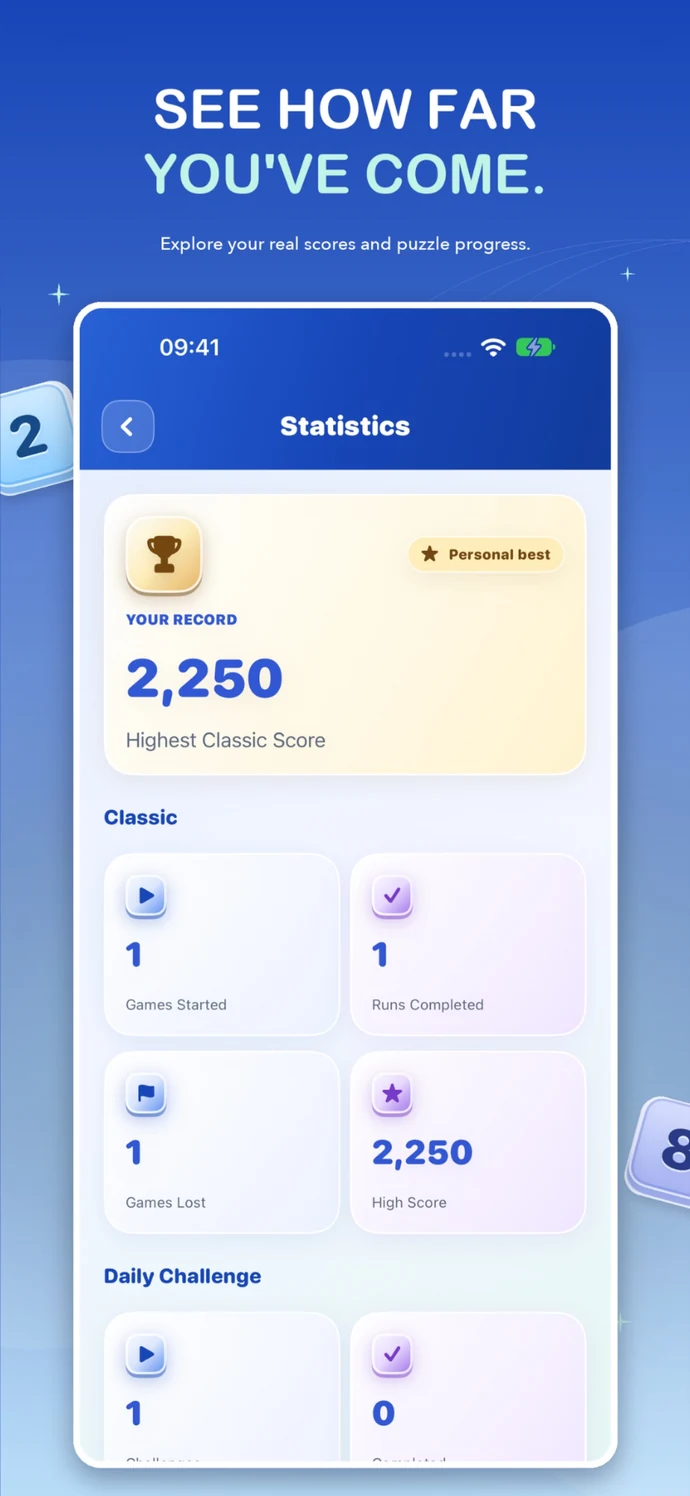 SEE HOW FAR
YOU'VE COME.
Explore your real scores and puzzle progress.
09:41
2
Statistics
Personal best
YOUR RECORD
2,250
Highest Classic Score
Classic
1
1
Games Started
Runs Completed
1
2,250
Games Lost
High Score
8
Daily Challenge
1
0